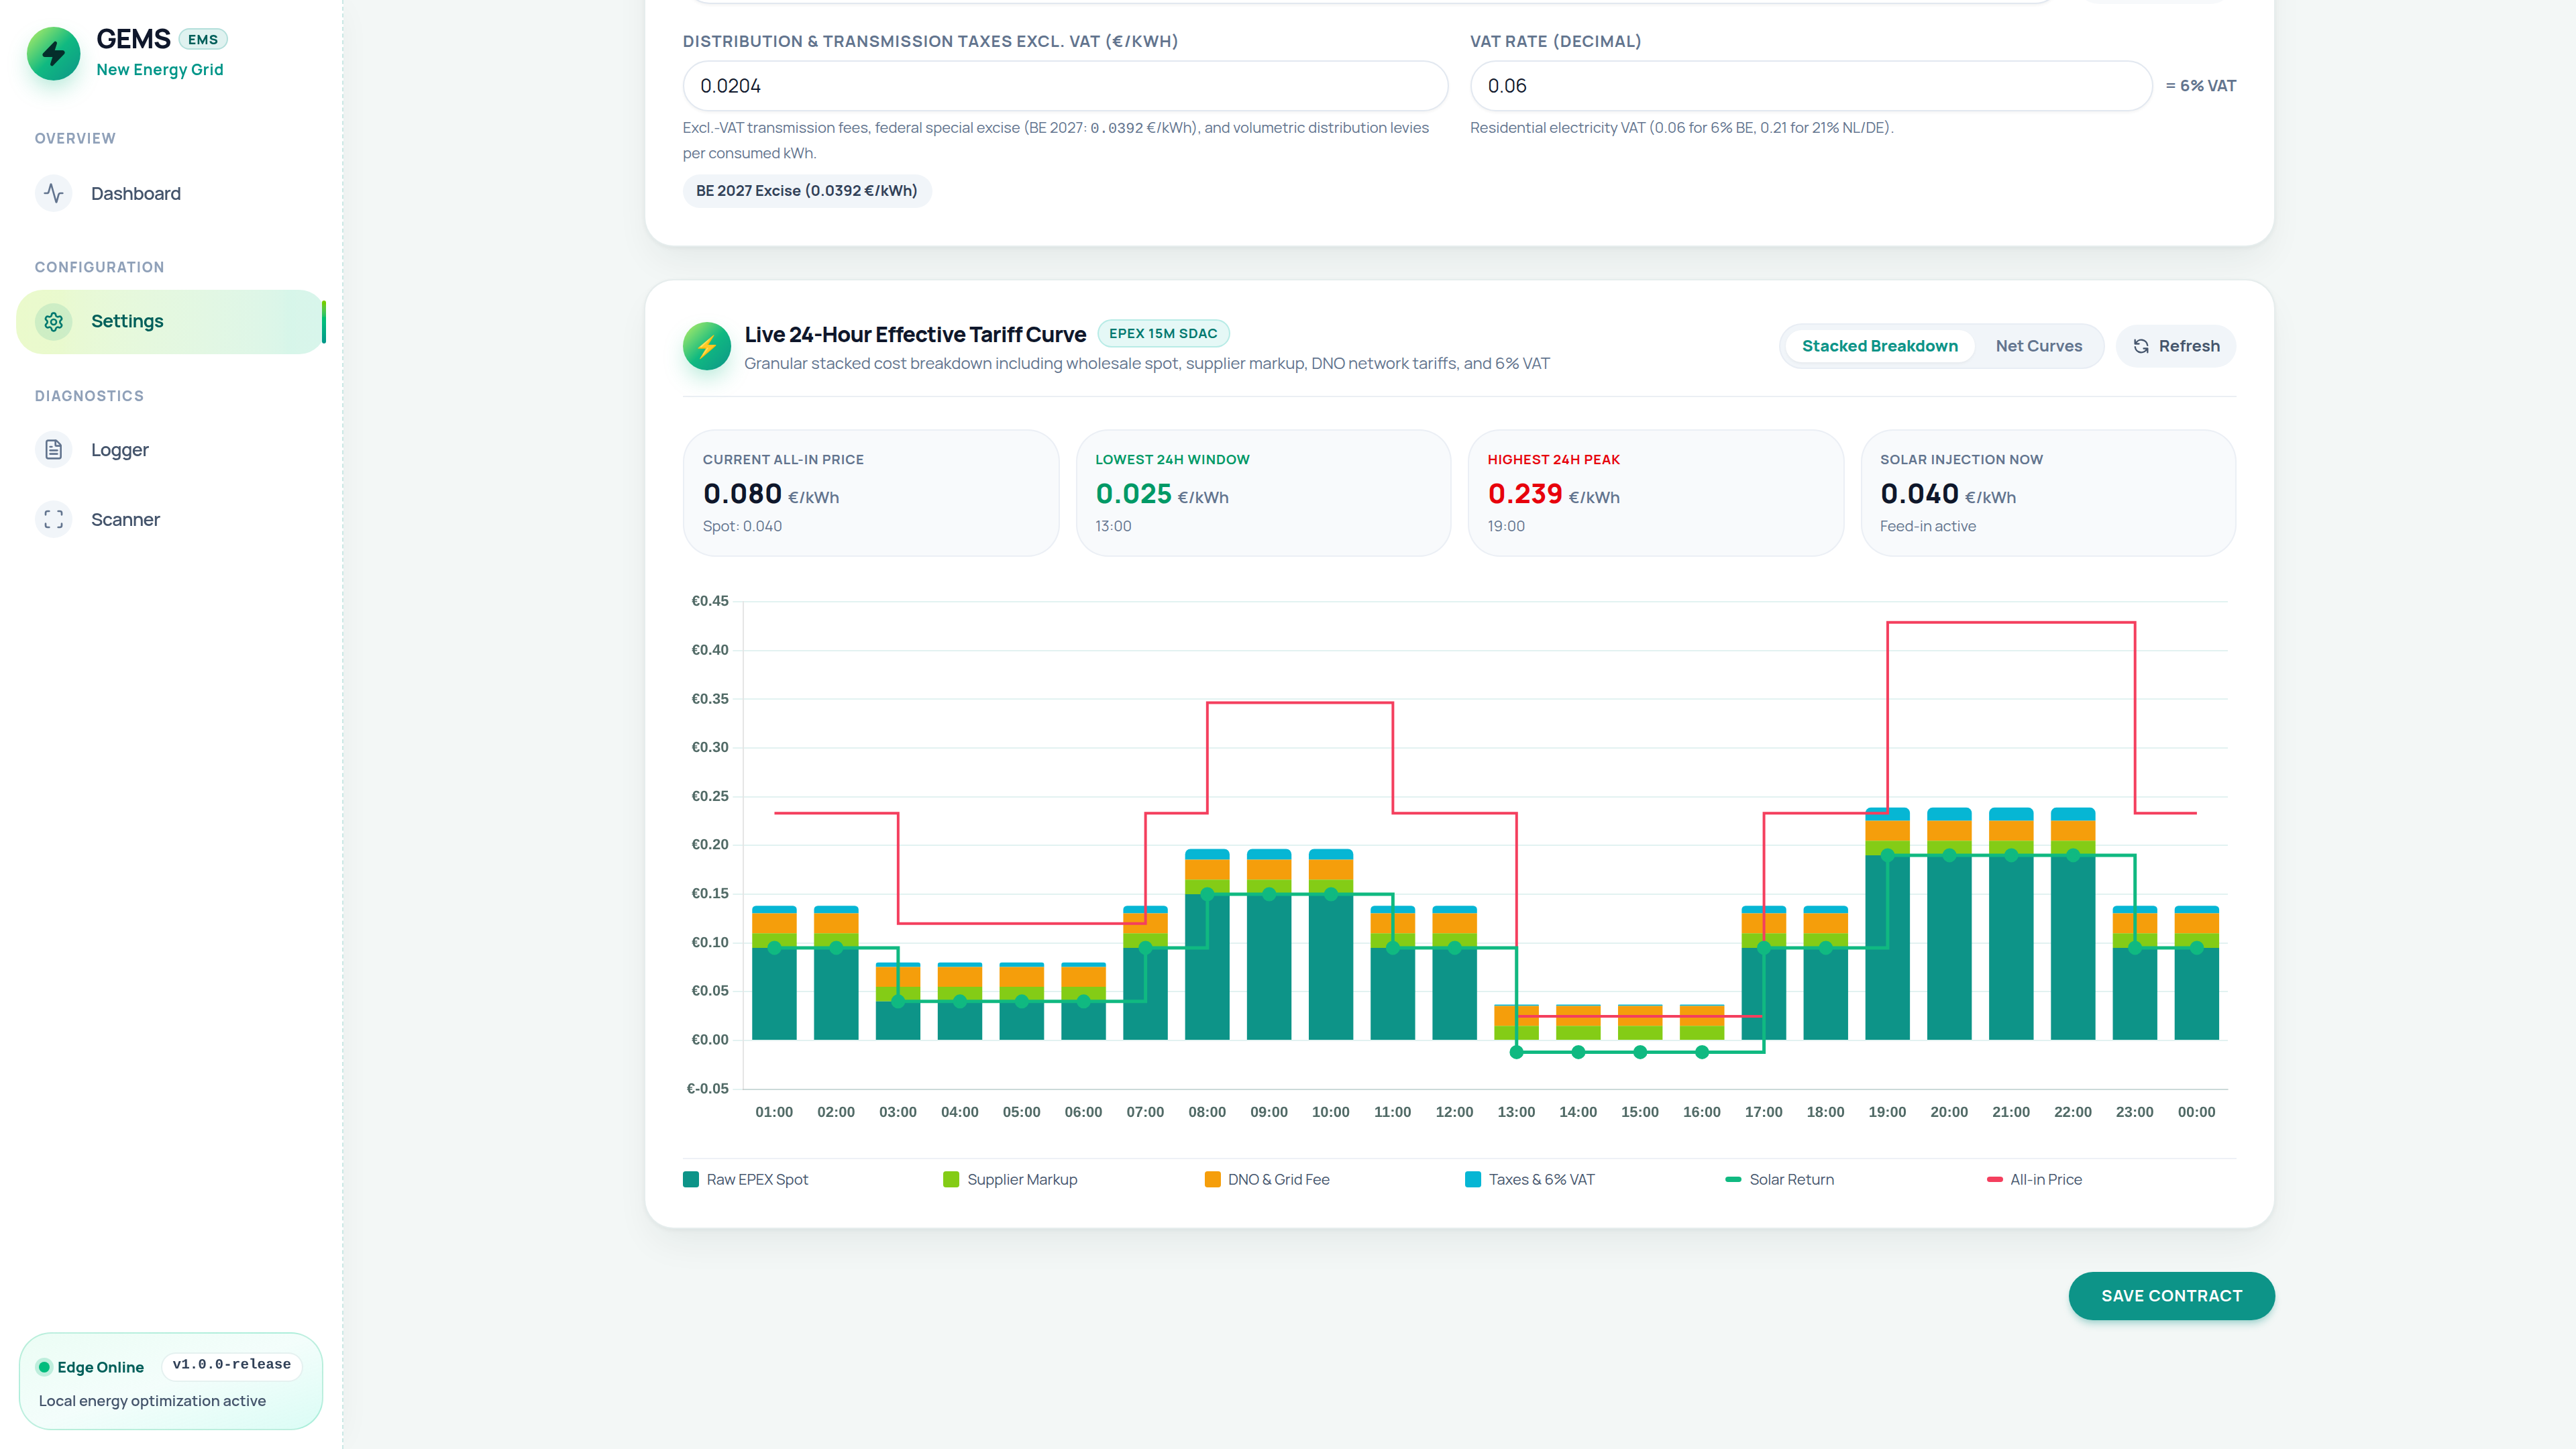 GEMS EMS
New Energy Grid
OVERVIEW
Dashboard
CONFIGURATION
Settings
DIAGNOSTICS
Logger
Scanner
Edge Online v1.0.0-release
Local energy optimization active
DISTRIBUTION & TRANSMISSION TAXES EXCL. VAT (€/KWH)
0.0204
Excl.-VAT transmission fees, federal special excise (BE 2027: 0.0392 €/kWh), and volumetric distribution levies
per consumed kWh.
BE 2027 Excise (0.0392 €/kWh)
VAT RATE (DECIMAL)
0.06 = 6% VAT
Residential electricity VAT (0.06 for 6% BE, 0.21 for 21% NL/DE).
Live 24-Hour Effective Tariff Curve EPEX 15M SDAC
Granular stacked cost breakdown including wholesale spot, supplier markup, DNO network tariffs, and 6% VAT
Stacked Breakdown Net Curves Refresh
CURRENT ALL-IN PRICE
0.080 €/kWh
Spot: 0.040
LOWEST 24H WINDOW
0.025 €/kWh
13:00
HIGHEST 24H PEAK
0.239 €/kWh
19:00
SOLAR INJECTION NOW
0.040 €/kWh
Feed-in active
€0.45
€0.40
€0.35
€0.30
€0.25
€0.20
€0.15
€0.10
€0.05
€0.00
€-0.05
01:00 02:00 03:00 04:00 05:00 06:00 07:00 08:00 09:00 10:00 11:00 12:00 13:00 14:00 15:00 16:00 17:00 18:00 19:00 20:00 21:00 22:00 23:00 00:00
Raw EPEX Spot Supplier Markup DNO & Grid Fee Taxes & 6% VAT Solar Return All-in Price
SAVE CONTRACT